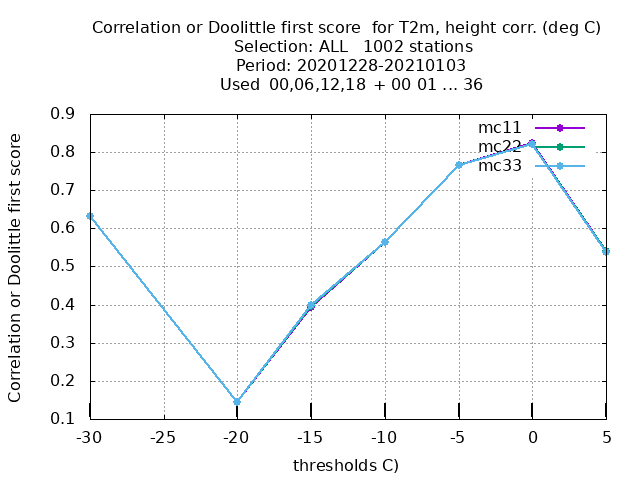 Correlation or Doolittle first score  for T2m, height corr. (deg C)
Selection: ALL   1002 stations
Period: 20201228-20210103
Used  00,06,12,18  + 00 01 ... 36
mc11
mc22
mc33
0.9
0.8
0.7
0.6
0.5
0.4
0.3
0.2
0.1
Correlation or Doolittle first score
-30 -25 -20 -15 -10 -5 0 5
thresholds C)